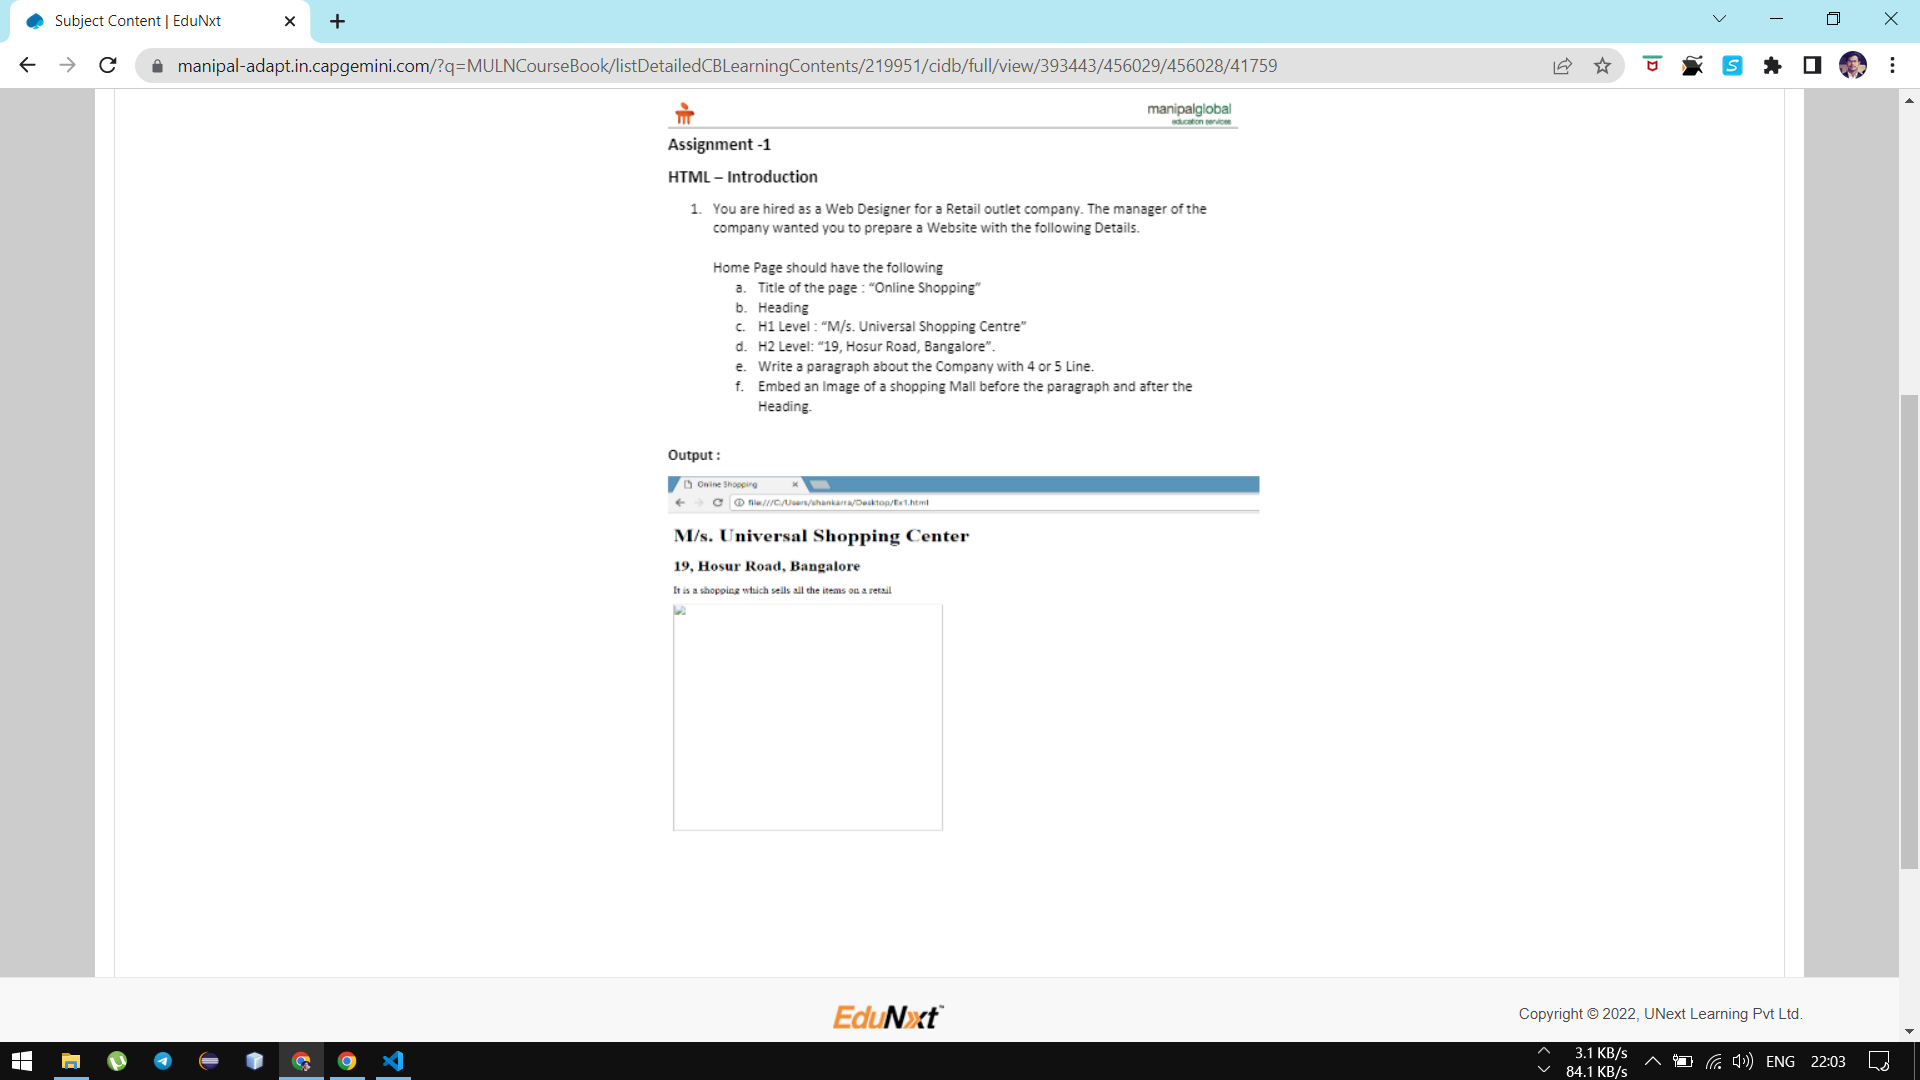 Subject Content | EduNxt
manipal-adapt.in.capgemini.com/?q=MULNCourseBook/listDetailedCBLearningContents/219951/cidb/full/view/393443/456029/456028/41759
manipalglobal
education services
Assignment -1
HTML – Introduction
1. You are hired as a Web Designer for a Retail outlet company. The manager of the
company wanted you to prepare a Website with the following Details.
Home Page should have the following
a. Title of the page : “Online Shopping”
b. Heading
c. H1 Level : “M/s. Universal Shopping Centre”
d. H2 Level: “19, Hosur Road, Bangalore”.
e. Write a paragraph about the Company with 4 or 5 Line.
f. Embed an Image of a shopping Mall before the paragraph and after the
Heading.
Output :
Online Shopping
file:///C:/Users/shankarra/Desktop/Ex1.html
M/s. Universal Shopping Center
19, Hosur Road, Bangalore
It is a shopping which sells all the items on a retail
EduNxt™
Copyright © 2022, UNext Learning Pvt Ltd.
3.1 KB/s
84.1 KB/s
ENG
22:03